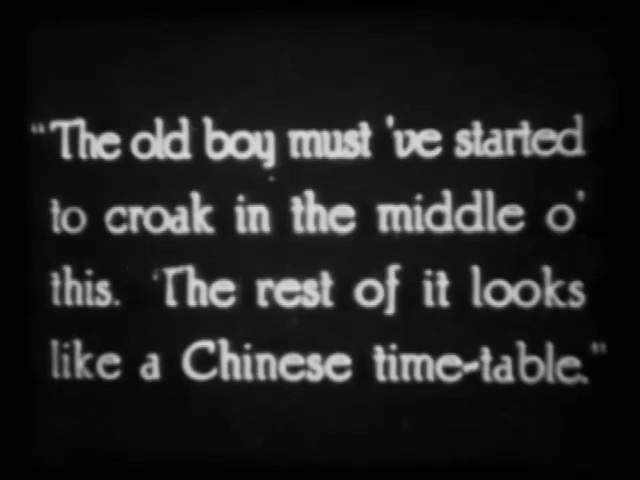 "The old boy must 've started
to croak in the middle o'
this. The rest of it looks
like a Chinese time-table."